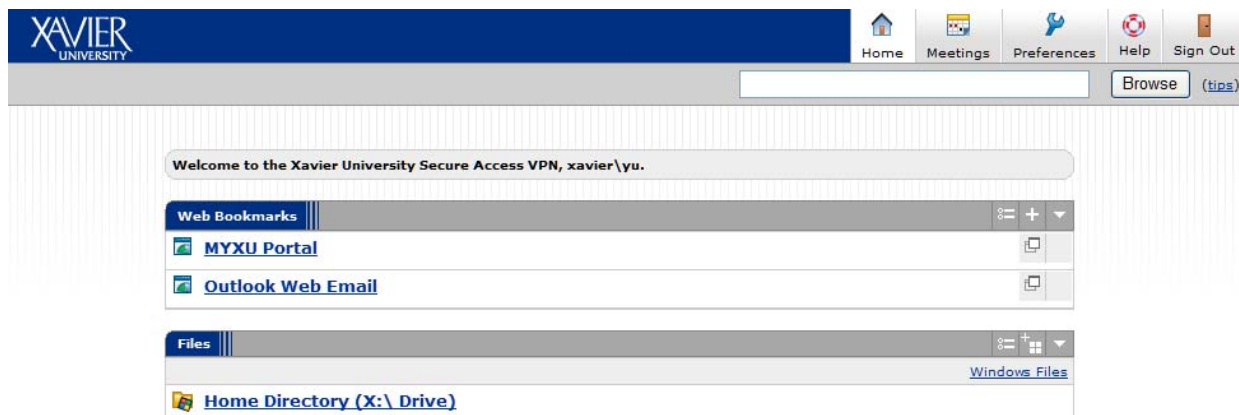 XAVIER
UNIVERSITY
Home Meetings Preferences Help Sign Out
Browse (tips)
Welcome to the Xavier University Secure Access VPN, xavier\yu.
Web Bookmarks
MYXU Portal
Outlook Web Email
Files
Windows Files
Home Directory (X:\ Drive)